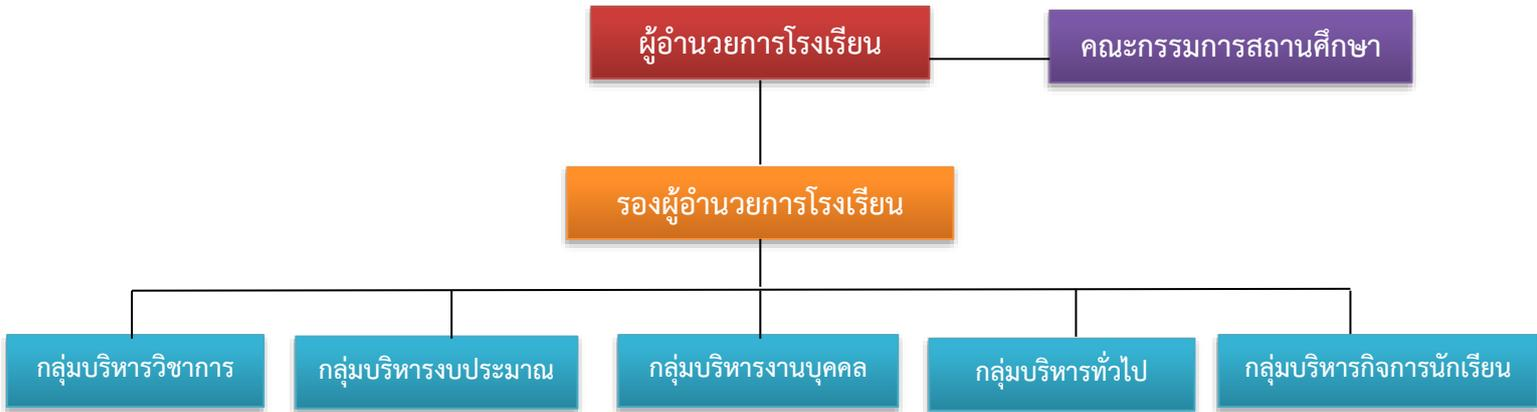 ผู้อำนวยการโรงเรียน
คณะกรรมการสถานศึกษา
รองผู้อำนวยการโรงเรียน
กลุ่มบริหารวิชาการ
กลุ่มบริหารงบประมาณ
กลุ่มบริหารงานบุคคล
กลุ่มบริหารทั่วไป
กลุ่มบริหารกิจการนักเรียน